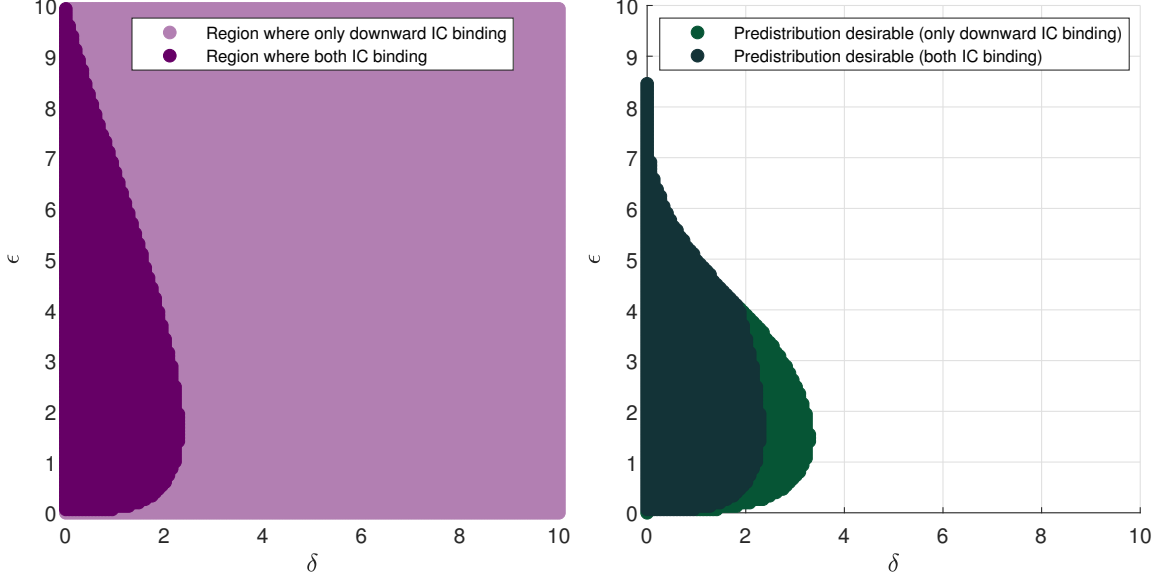 Region where only downward IC binding
Region where both IC binding
10
9
8
7
6
5
4
3
2
1
0
ϵ
0 2 4 6 8 10
δ
Predistribution desirable (only downward IC binding)
Predistribution desirable (both IC binding)
10
9
8
7
6
5
4
3
2
1
0
ϵ
0 2 4 6 8 10
δ